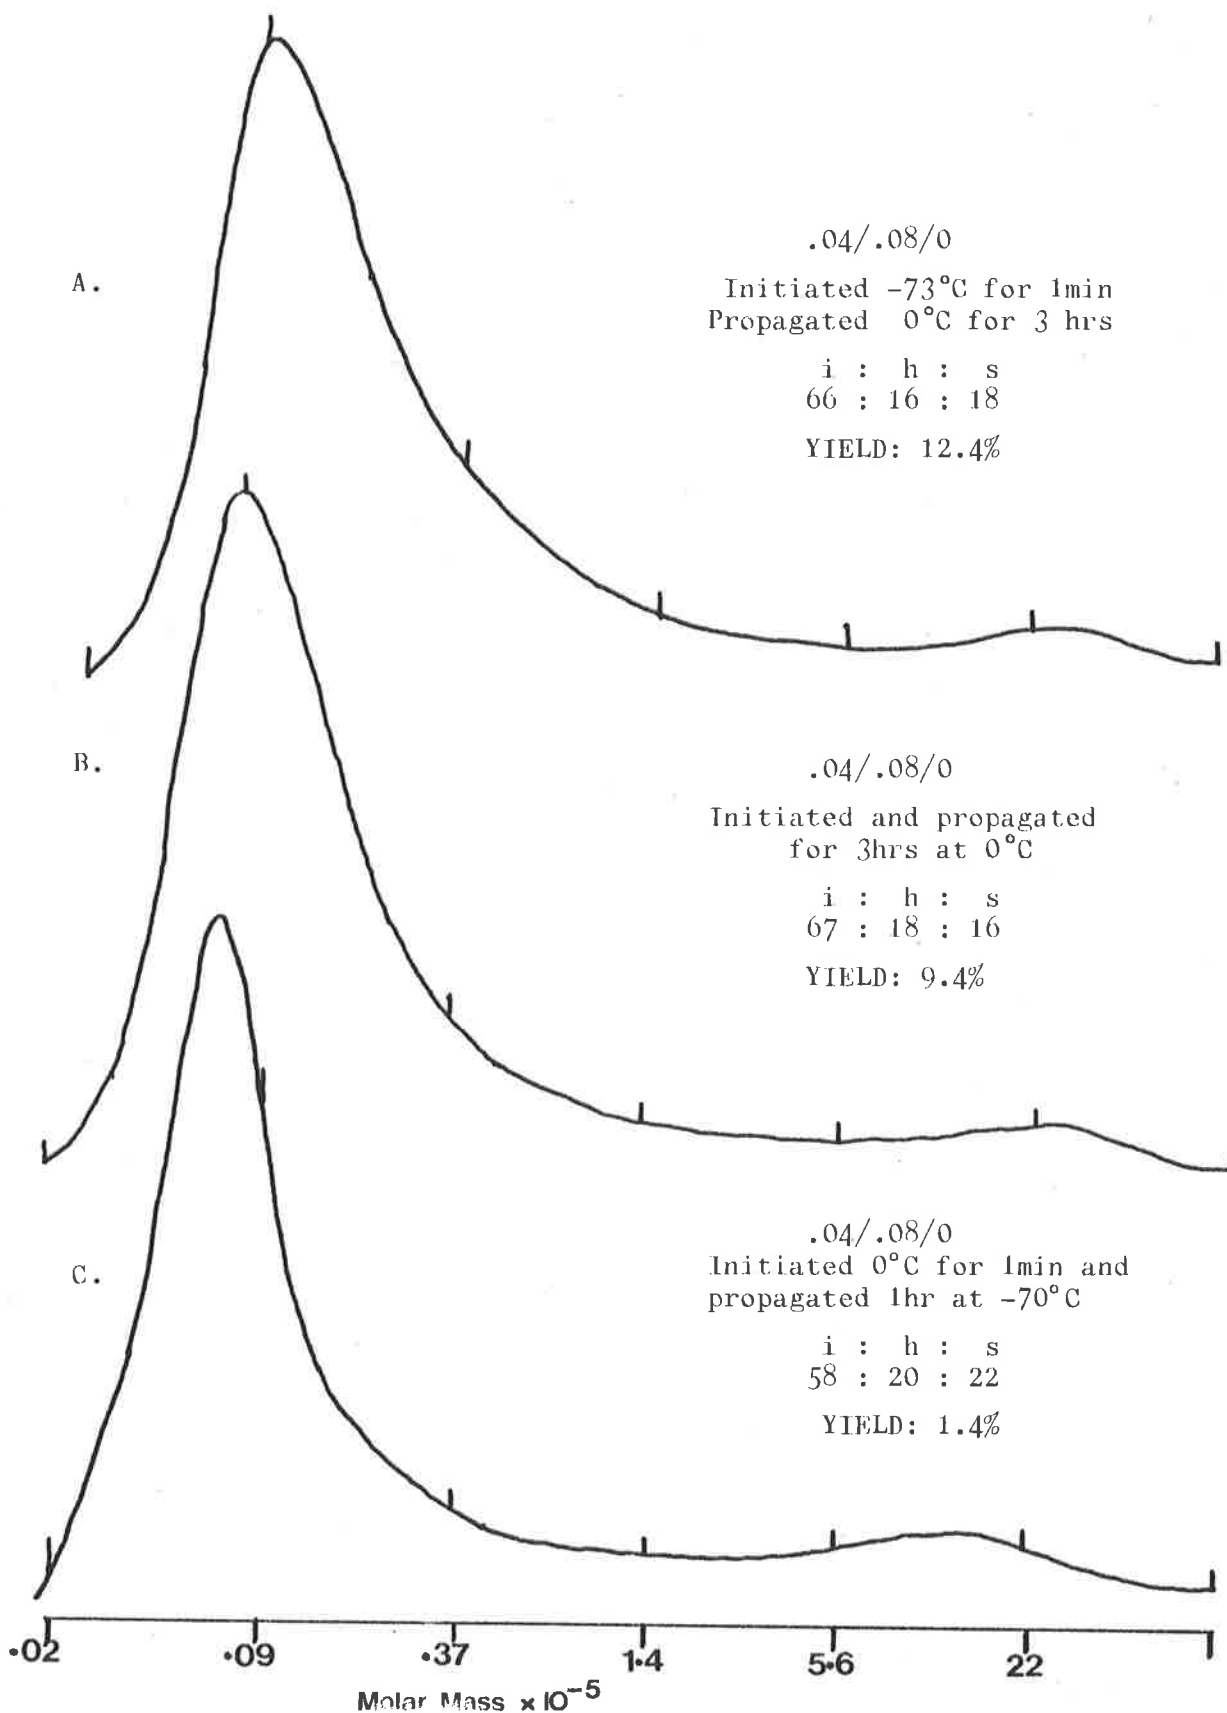 .04/.08/0
A.
Initiated -73°C for 1min
Propagated 0°C for 3 hrs
i : h : s
66 : 16 : 18
YIELD: 12.4%
B.
.04/.08/0
Initiated and propagated
for 3hrs at 0°C
i : h : s
67 : 18 : 16
YIELD: 9.4%
.04/.08/0
C.
Initiated 0°C for 1min and
propagated 1hr at -70°C
i : h : s
58 : 20 : 22
YIELD: 1.4%
·02 ·09 ·37 1·4 5·6 22
Molar Mass × 10⁻⁵